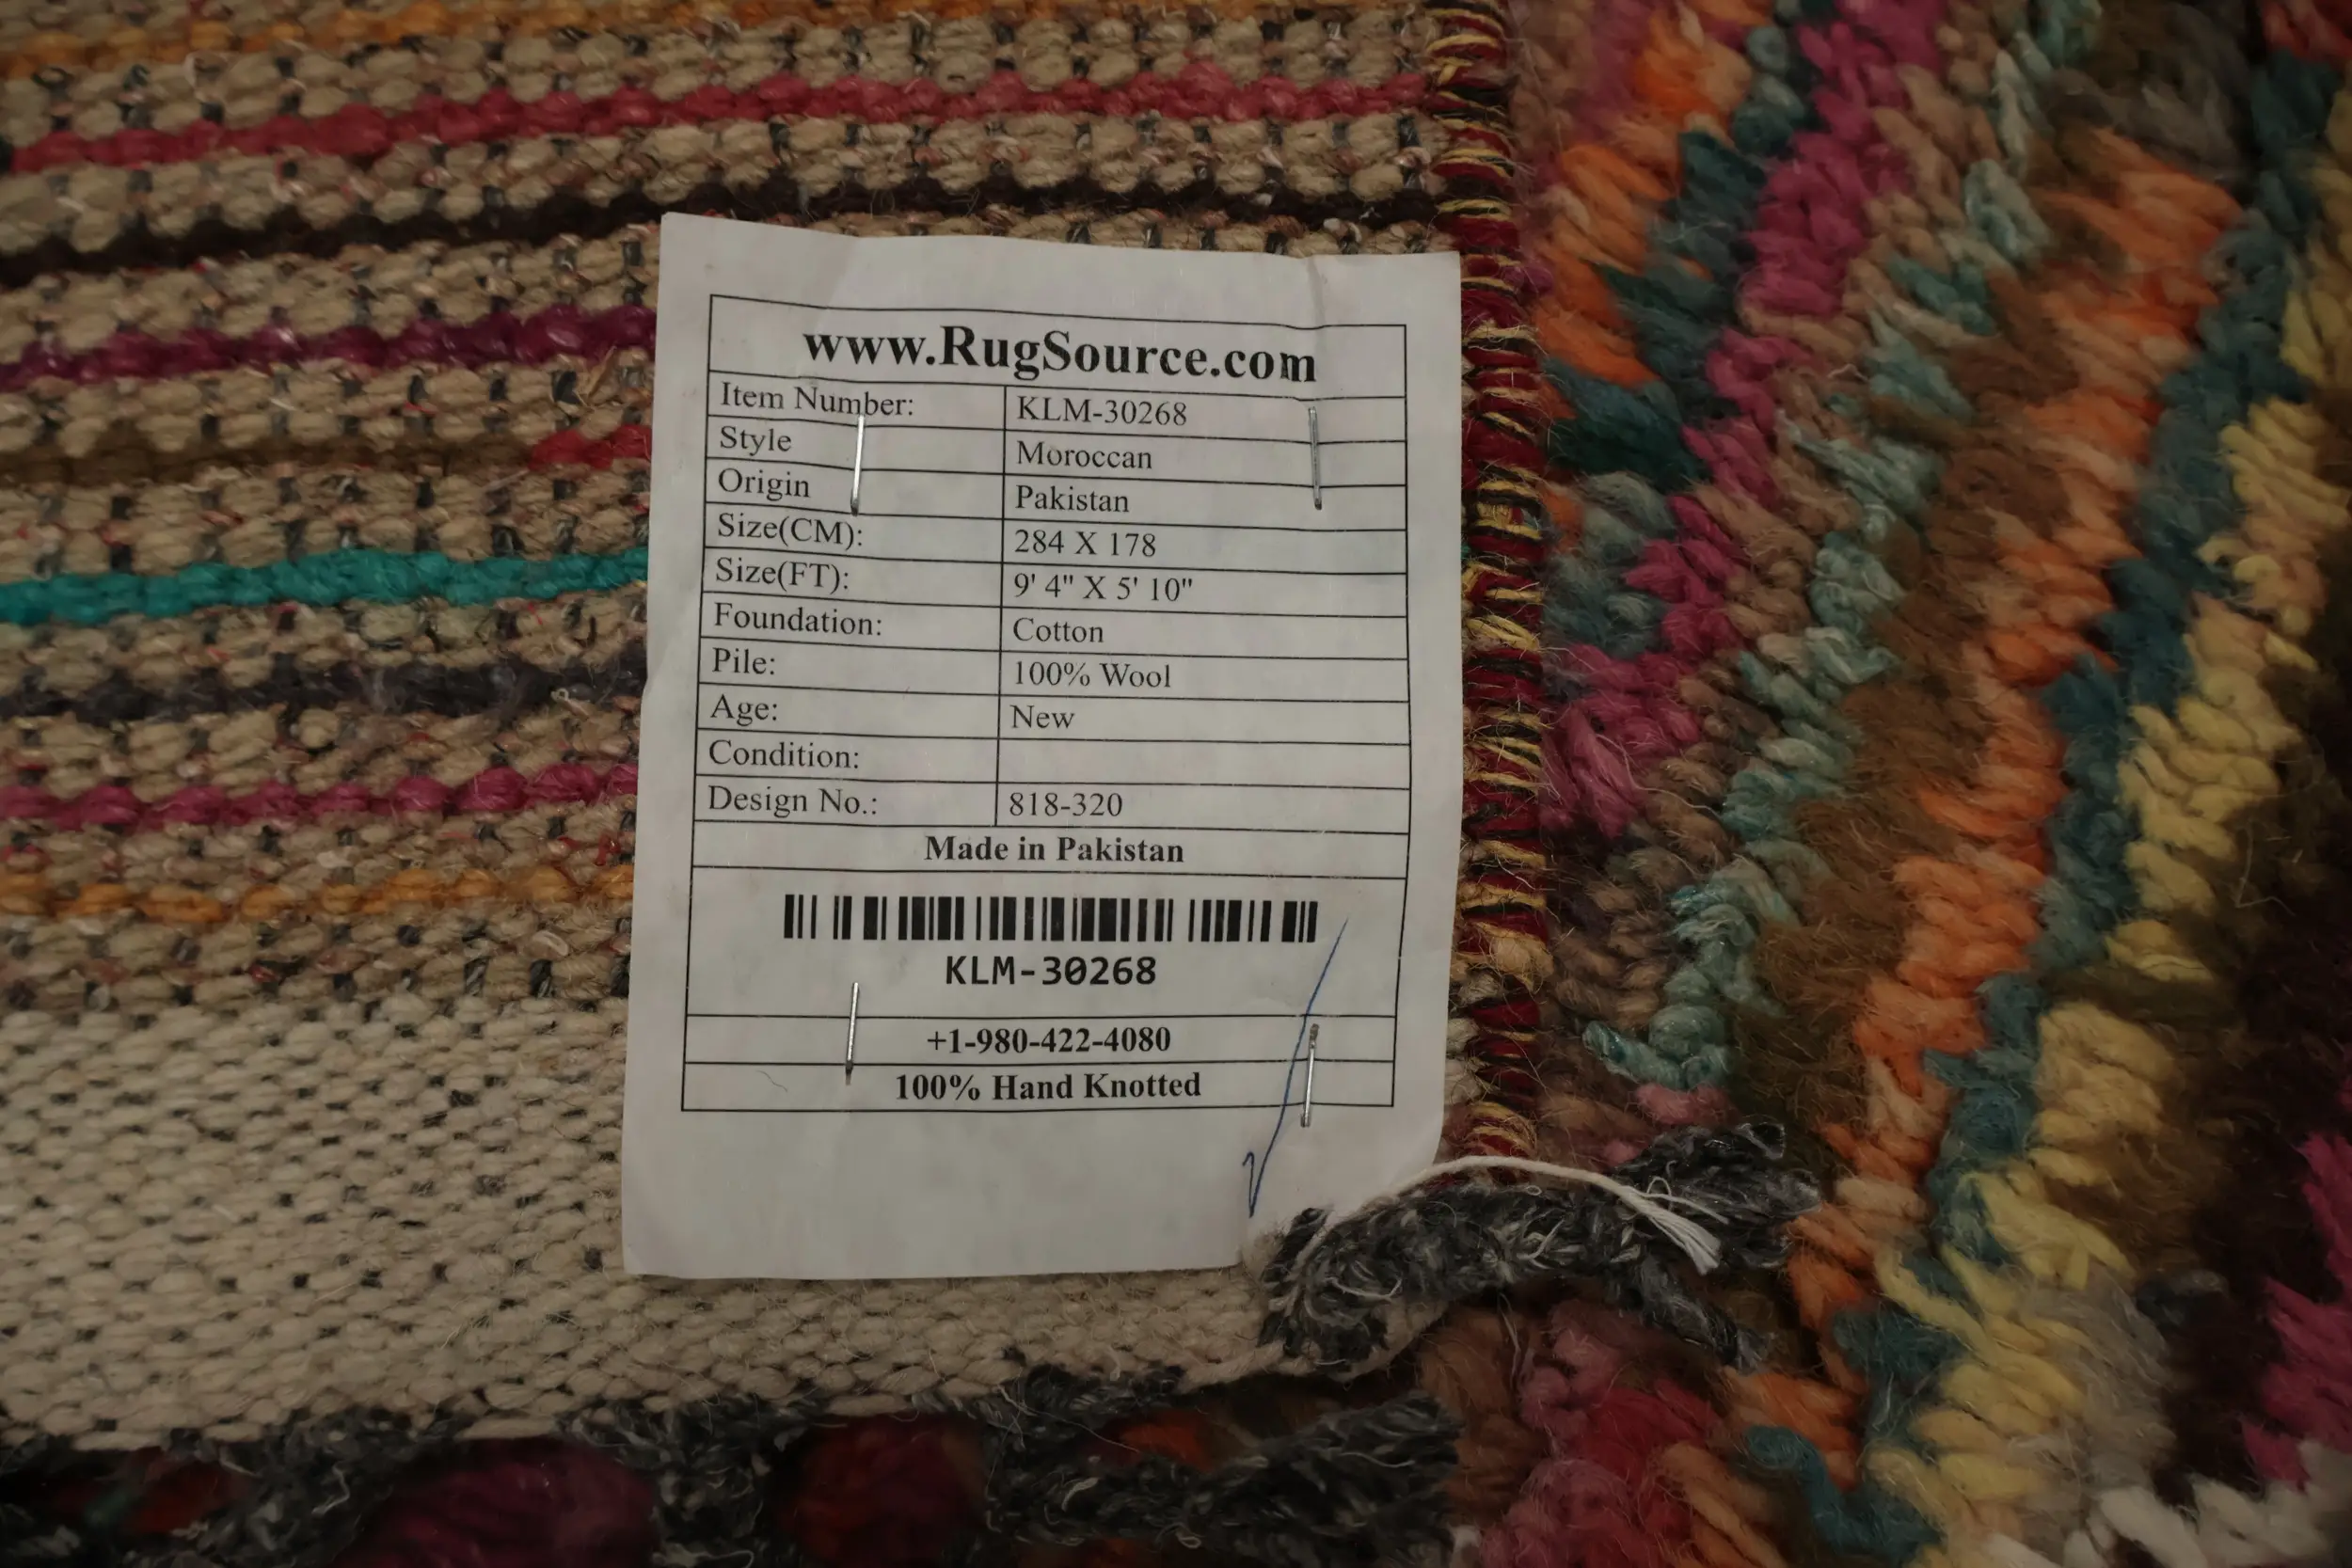 www.RugSource.com
Item Number: KLM-30268
Style Moroccan
Origin Pakistan
Size(CM): 284 X 178
Size(FT): 9' 4" X 5' 10"
Foundation: Cotton
Pile: 100% Wool
Age: New
Condition:
Design No.: 818-320
Made in Pakistan
KLM-30268
+1-980-422-4080
100% Hand Knotted